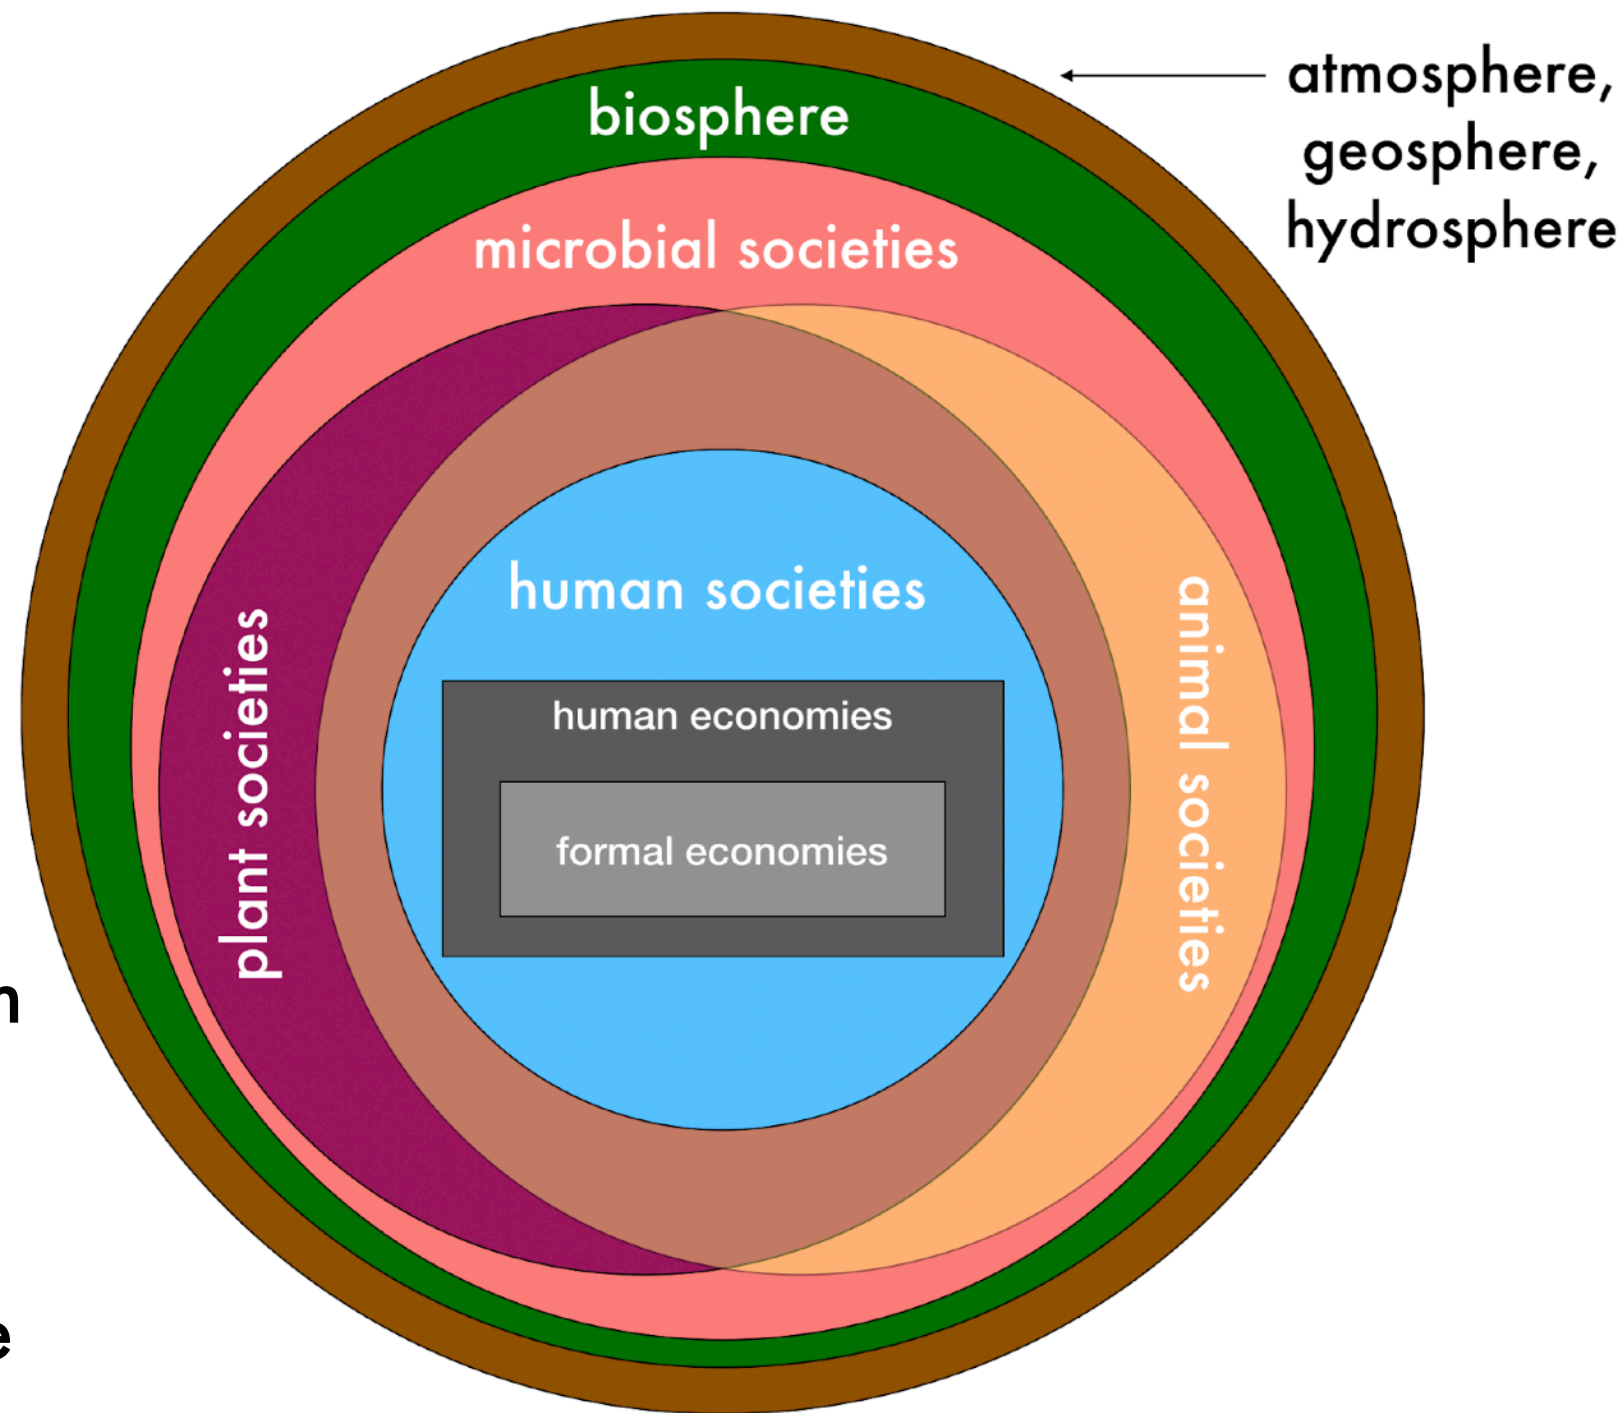 atmosphere,
geosphere,
hydrosphere
biosphere
microbial societies
human societies
human economies
formal economies
plant societies
animal societies
n
e